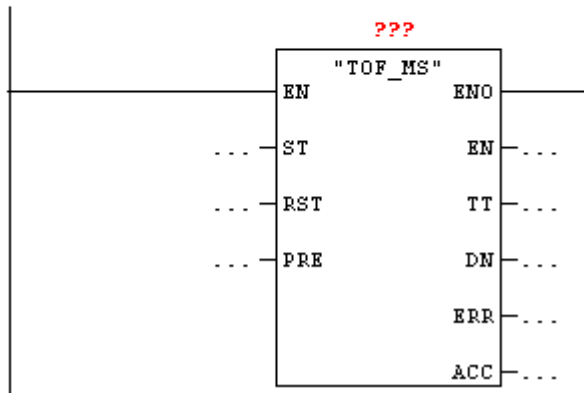 ???
"TOF_MS"
EN ENO
... ST EN ...
... RST TT ...
... PRE DN ...
ERR ...
ACC ...